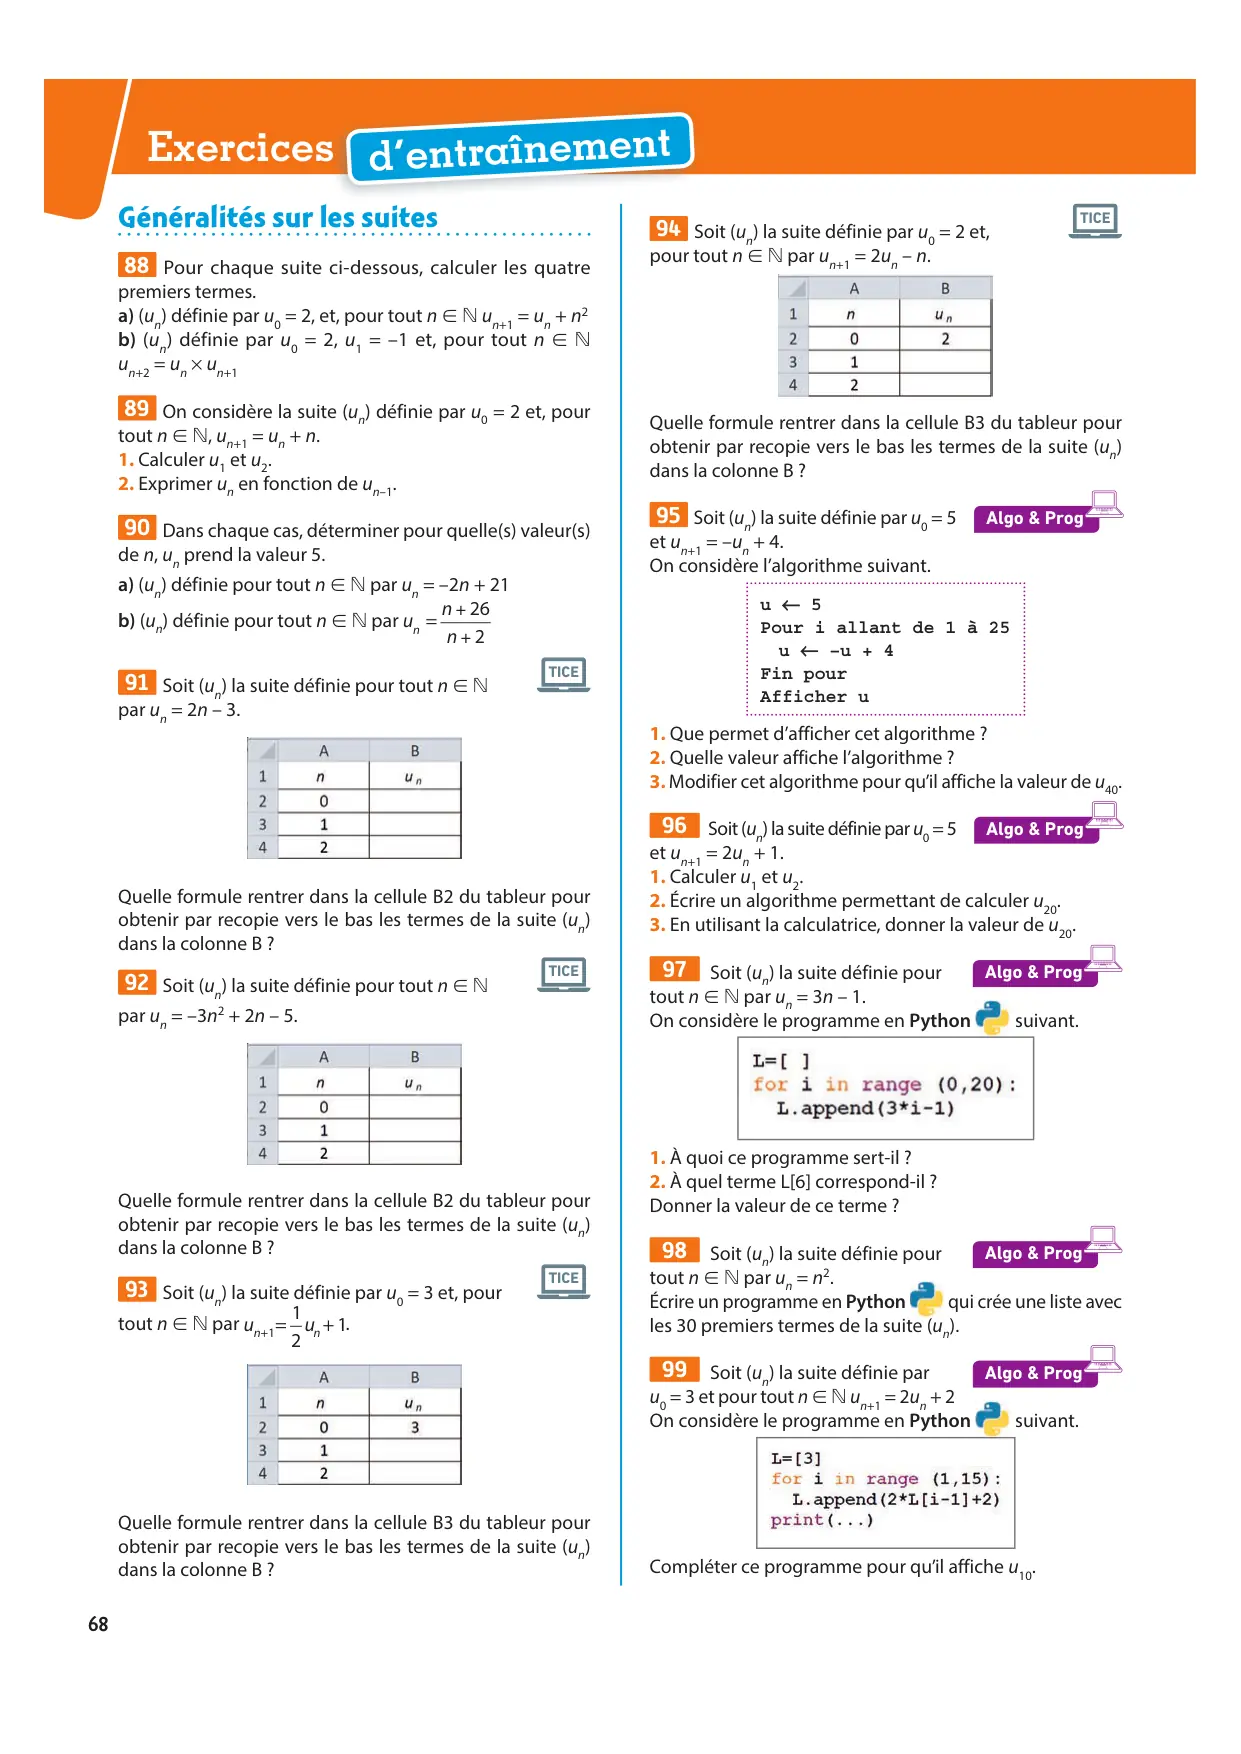 Exercices d'entraînement
Généralités sur les suites
88 Pour chaque suite ci-dessous, calculer les quatre
premiers termes.
a) (uₙ) définie par u₀ = 2, et, pour tout n ∈ ℕ uₙ₊₁ = uₙ + n²
b) (uₙ) définie par u₀ = 2, u₁ = –1 et, pour tout n ∈ ℕ
uₙ₊₂ = uₙ × uₙ₊₁
89 On considère la suite (uₙ) définie par u₀ = 2 et, pour
tout n ∈ ℕ, uₙ₊₁ = uₙ + n.
1. Calculer u₁ et u₂.
2. Exprimer uₙ en fonction de uₙ₋₁.
90 Dans chaque cas, déterminer pour quelle(s) valeur(s)
de n, uₙ prend la valeur 5.
a) (uₙ) définie pour tout n ∈ ℕ par uₙ = –2n + 21
b) (uₙ) définie pour tout n ∈ ℕ par uₙ = (n + 26)/(n + 2)
91 Soit (uₙ) la suite définie pour tout n ∈ ℕ TICE
par uₙ = 2n – 3.
A B
1 n uₙ
2 0
3 1
4 2
Quelle formule rentrer dans la cellule B2 du tableur pour
obtenir par recopie vers le bas les termes de la suite (uₙ)
dans la colonne B ?
92 Soit (uₙ) la suite définie pour tout n ∈ ℕ TICE
par uₙ = –3n² + 2n – 5.
A B
1 n uₙ
2 0
3 1
4 2
Quelle formule rentrer dans la cellule B2 du tableur pour
obtenir par recopie vers le bas les termes de la suite (uₙ)
dans la colonne B ?
93 Soit (uₙ) la suite définie par u₀ = 3 et, pour TICE
tout n ∈ ℕ par uₙ₊₁ = 1/2 uₙ + 1.
A B
1 n uₙ
2 0 3
3 1
4 2
Quelle formule rentrer dans la cellule B3 du tableur pour
obtenir par recopie vers le bas les termes de la suite (uₙ)
dans la colonne B ?
94 Soit (uₙ) la suite définie par u₀ = 2 et, TICE
pour tout n ∈ ℕ par uₙ₊₁ = 2uₙ – n.
A B
1 n uₙ
2 0 2
3 1
4 2
Quelle formule rentrer dans la cellule B3 du tableur pour
obtenir par recopie vers le bas les termes de la suite (uₙ)
dans la colonne B ?
95 Soit (uₙ) la suite définie par u₀ = 5 Algo & Prog
et uₙ₊₁ = –uₙ + 4.
On considère l'algorithme suivant.
u ← 5
Pour i allant de 1 à 25
u ← –u + 4
Fin pour
Afficher u
1. Que permet d'afficher cet algorithme ?
2. Quelle valeur affiche l'algorithme ?
3. Modifier cet algorithme pour qu'il affiche la valeur de u₄₀.
96 Soit (uₙ) la suite définie par u₀ = 5 Algo & Prog
et uₙ₊₁ = 2uₙ + 1.
1. Calculer u₁ et u₂.
2. Écrire un algorithme permettant de calculer u₂₀.
3. En utilisant la calculatrice, donner la valeur de u₂₀.
97 Soit (uₙ) la suite définie pour Algo & Prog
tout n ∈ ℕ par uₙ = 3n – 1.
On considère le programme en Python suivant.
L=[ ]
for i in range (0,20):
L.append(3*i-1)
1. À quoi ce programme sert-il ?
2. À quel terme L[6] correspond-il ?
Donner la valeur de ce terme ?
98 Soit (uₙ) la suite définie pour Algo & Prog
tout n ∈ ℕ par uₙ = n².
Écrire un programme en Python qui crée une liste avec
les 30 premiers termes de la suite (uₙ).
99 Soit (uₙ) la suite définie par Algo & Prog
u₀ = 3 et pour tout n ∈ ℕ uₙ₊₁ = 2uₙ + 2
On considère le programme en Python suivant.
L=[3]
for i in range (1,15):
L.append(2*L[i-1]+2)
print(...)
Compléter ce programme pour qu'il affiche u₁₀.
68